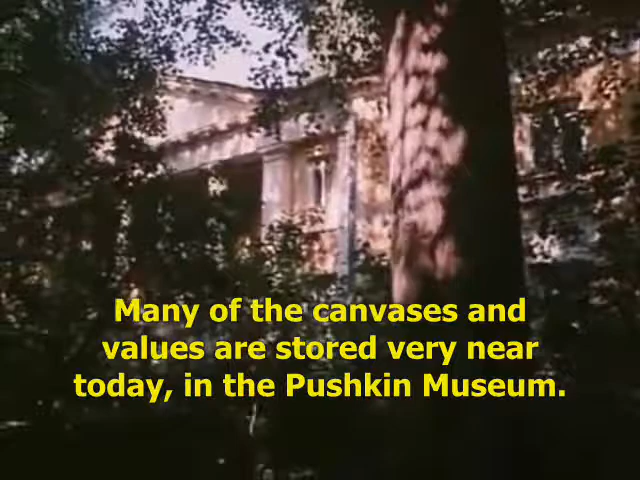 Many of the canvases and
values are stored very near
today, in the Pushkin Museum.